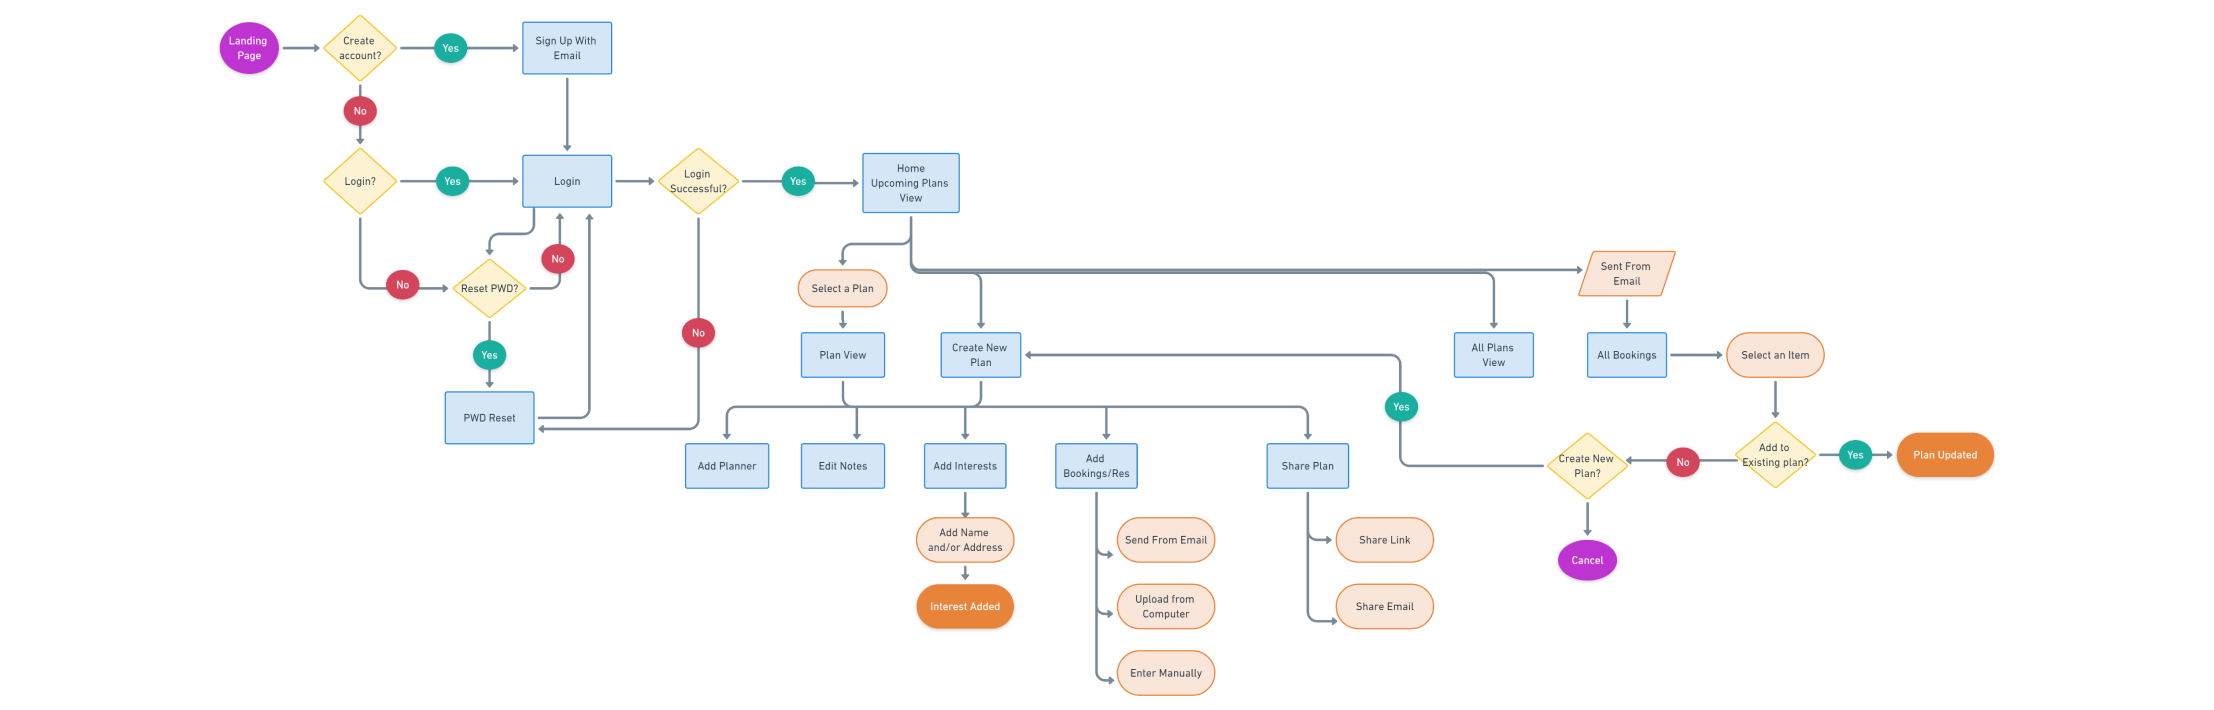 Landing
Page
Create
account?
Yes
Sign Up With
Email
No
Login?
Yes
Login
Login
Successful?
Yes
Home
Upcoming Plans
View
No
Reset PWD?
No
Yes
PWD Reset
No
Select a Plan
Sent From
Email
Plan View
Create New
Plan
All Plans
View
All Bookings
Select an Item
Yes
Add Planner
Edit Notes
Add Interests
Add
Bookings/Res
Share Plan
Create New
Plan?
No
Add to
Existing plan?
Yes
Plan Updated
Add Name
and/or Address
Send From Email
Share Link
Cancel
Interest Added
Upload from
Computer
Share Email
Enter Manually